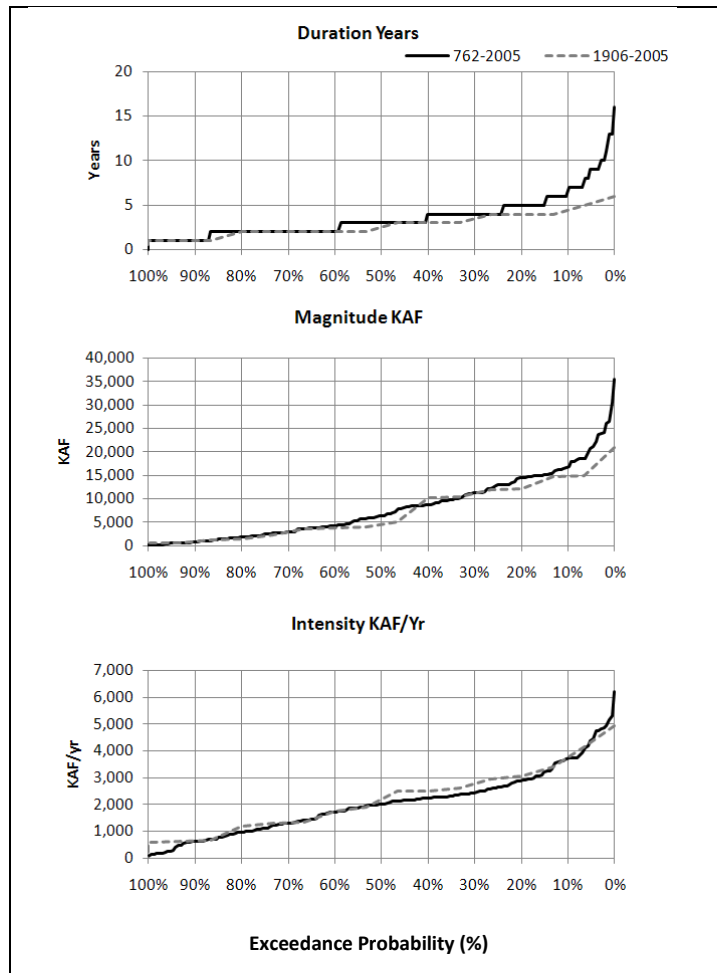 Duration Years
762-2005 1906-2005
20
15
10
5
0
Years
100% 90% 80% 70% 60% 50% 40% 30% 20% 10% 0%
Magnitude KAF
40,000
35,000
30,000
25,000
20,000
15,000
10,000
5,000
0
KAF
100% 90% 80% 70% 60% 50% 40% 30% 20% 10% 0%
Intensity KAF/Yr
7,000
6,000
5,000
4,000
3,000
2,000
1,000
0
KAF/yr
100% 90% 80% 70% 60% 50% 40% 30% 20% 10% 0%
Exceedance Probability (%)